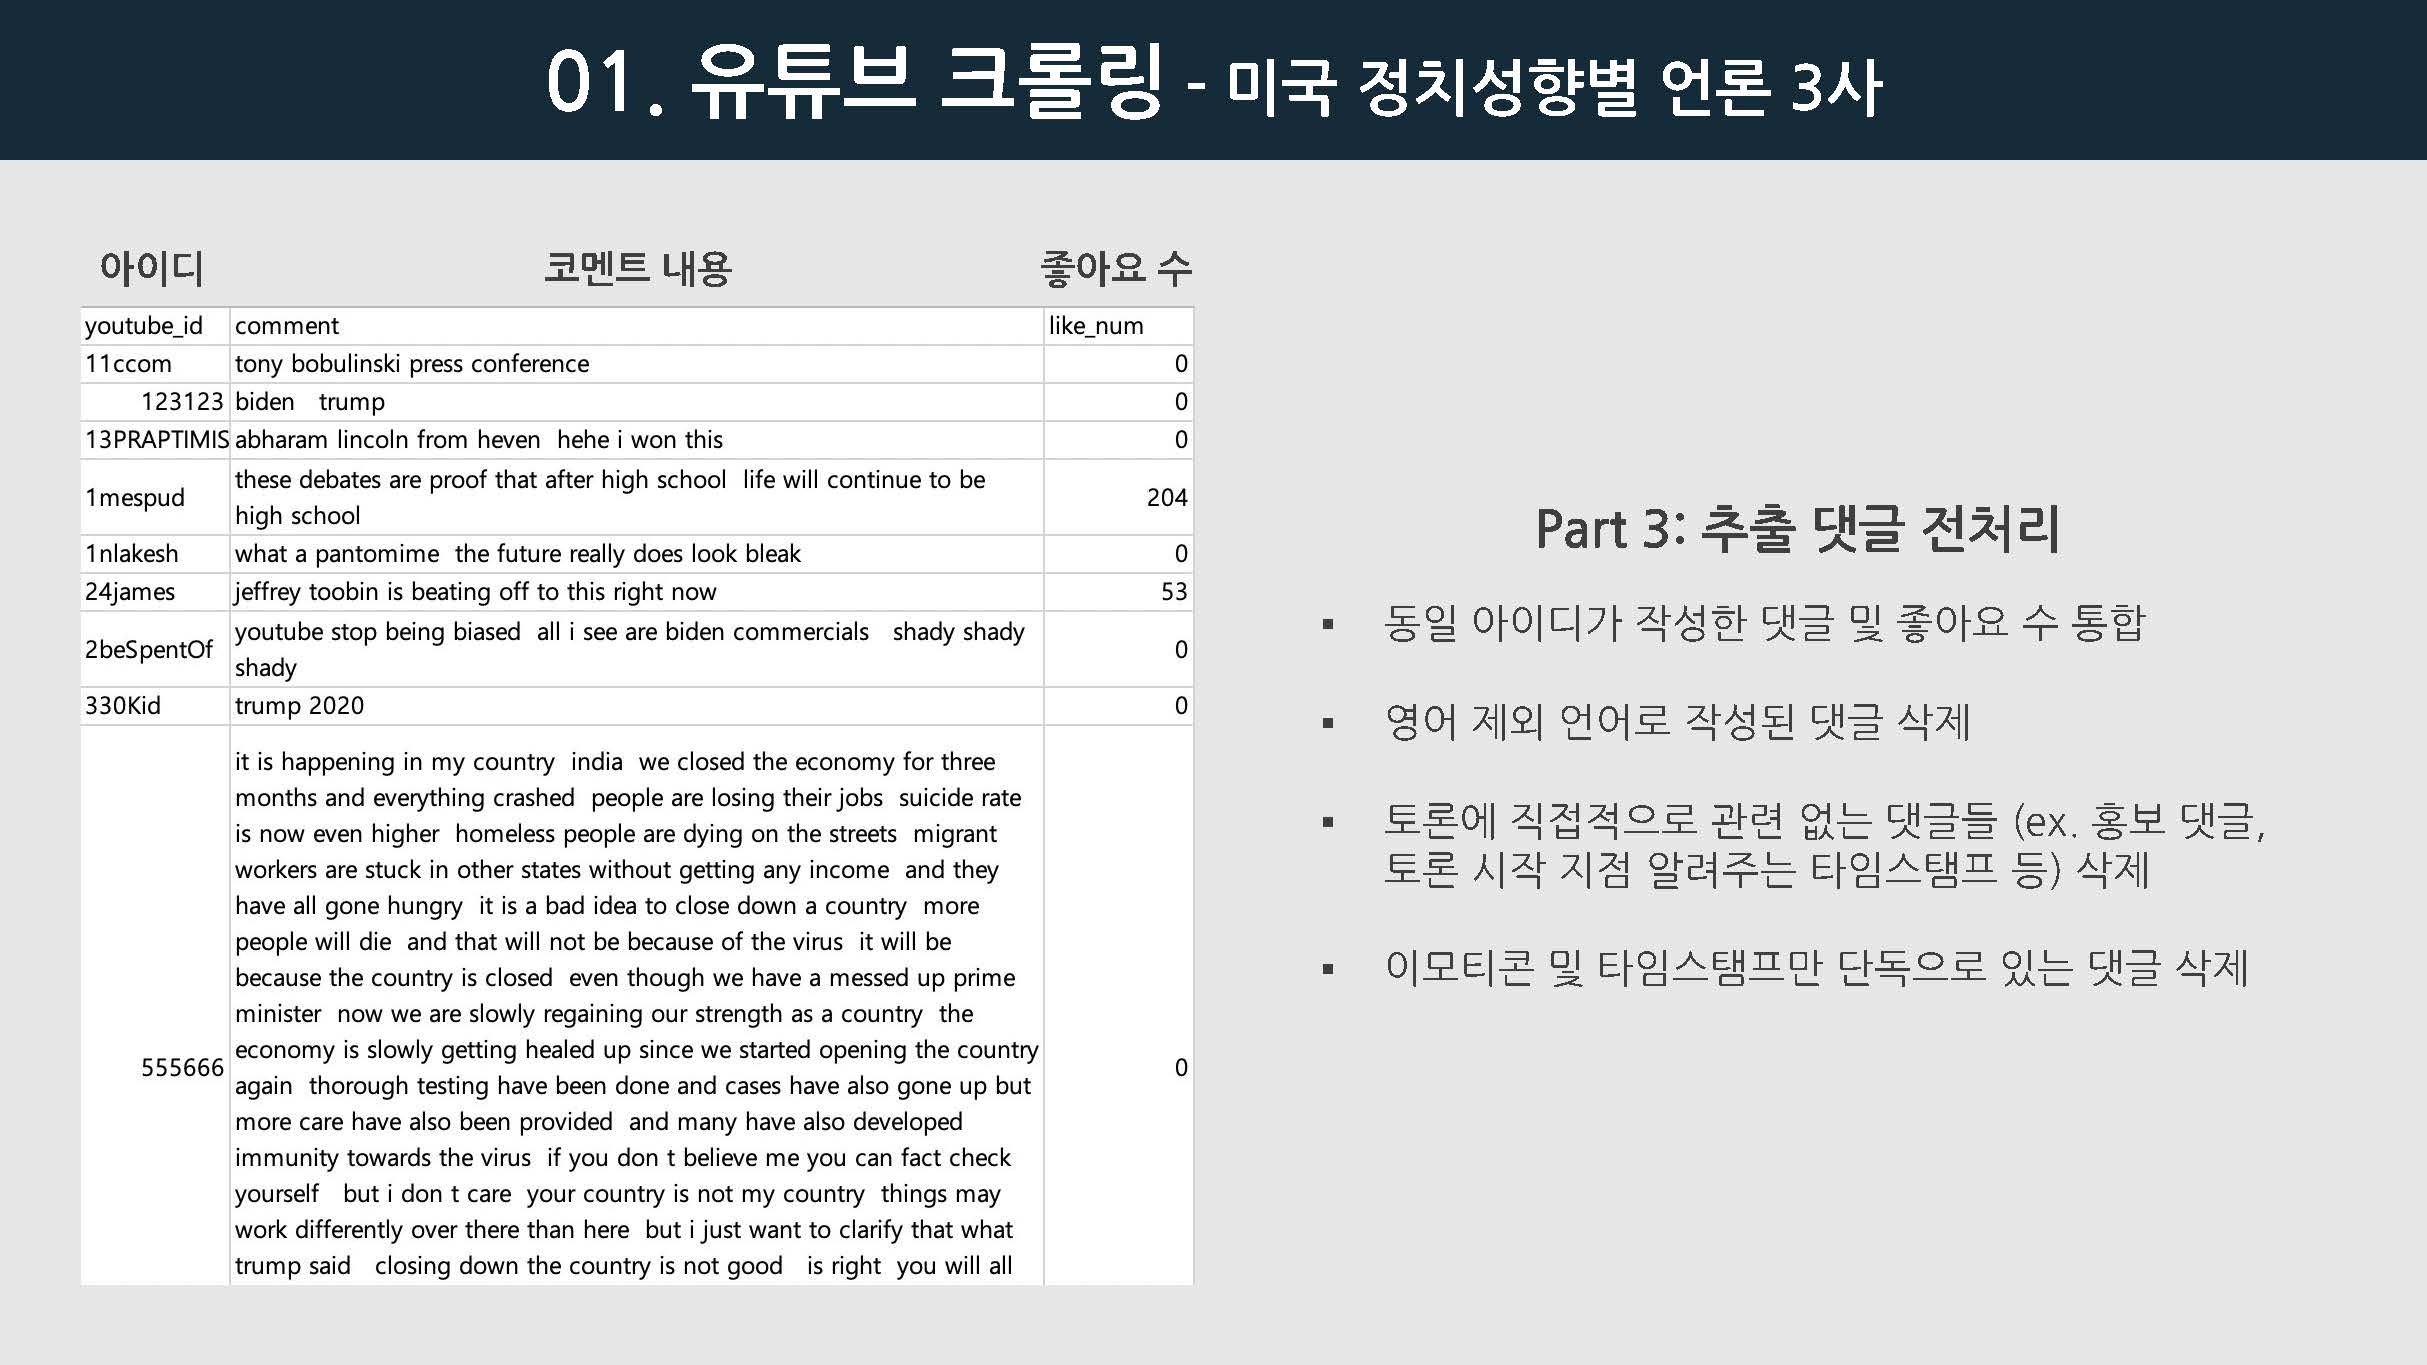 01. 유튜브 크롤링 - 미국 정치성향별 언론 3사
아이디 코멘트 내용 좋아요 수
youtube_id comment like_num
11ccom tony bobulinski press conference 0
123123 biden trump 0
13PRAPTIMIS abharam lincoln from heven hehe i won this 0
these debates are proof that after high school life will continue to be
1mespud 204
high school
1nlakesh what a pantomime the future really does look bleak 0
24james jeffrey toobin is beating off to this right now 53
youtube stop being biased all i see are biden commercials shady shady
2beSpentOf 0
shady
330Kid trump 2020 0
it is happening in my country india we closed the economy for three
months and everything crashed people are losing their jobs suicide rate
is now even higher homeless people are dying on the streets migrant
workers are stuck in other states without getting any income and they
have all gone hungry it is a bad idea to close down a country more
people will die and that will not be because of the virus it will be
because the country is closed even though we have a messed up prime
minister now we are slowly regaining our strength as a country the
economy is slowly getting healed up since we started opening the country
555666 0
again thorough testing have been done and cases have also gone up but
more care have also been provided and many have also developed
immunity towards the virus if you don t believe me you can fact check
yourself but i don t care your country is not my country things may
work differently over there than here but i just want to clarify that what
trump said closing down the country is not good is right you will all
Part 3: 추출 댓글 전처리
▪ 동일 아이디가 작성한 댓글 및 좋아요 수 통합
▪ 영어 제외 언어로 작성된 댓글 삭제
▪ 토론에 직접적으로 관련 없는 댓글들 (ex. 홍보 댓글,
토론 시작 지점 알려주는 타임스탬프 등) 삭제
▪ 이모티콘 및 타임스탬프만 단독으로 있는 댓글 삭제